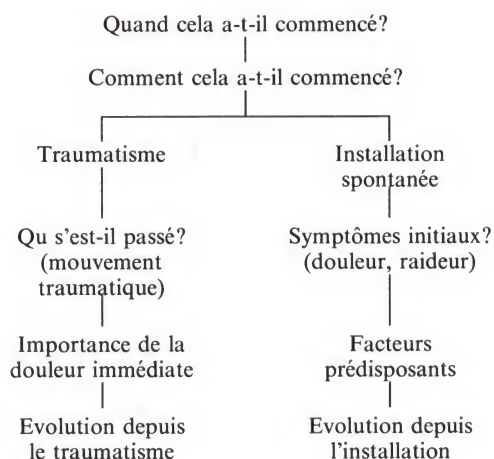 Quand cela a-t-il commencé?
Comment cela a-t-il commencé?
Traumatisme
Qu s'est-il passé?
(mouvement
traumatique)
Importance de la
douleur immédiate
Evolution depuis
le traumatisme
Installation
spontanée
Symptômes initiaux?
(douleur, raideur)
Facteurs
prédisposants
Evolution depuis
l'installation